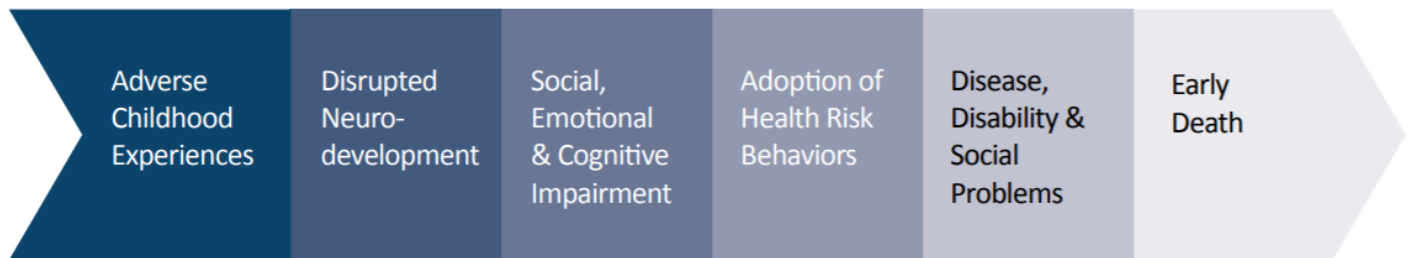 Adverse
Childhood
Experiences
Disrupted
Neuro-
development
Social,
Emotional
& Cognitive
Impairment
Adoption of
Health Risk
Behaviors
Disease,
Disability &
Social
Problems
Early
Death